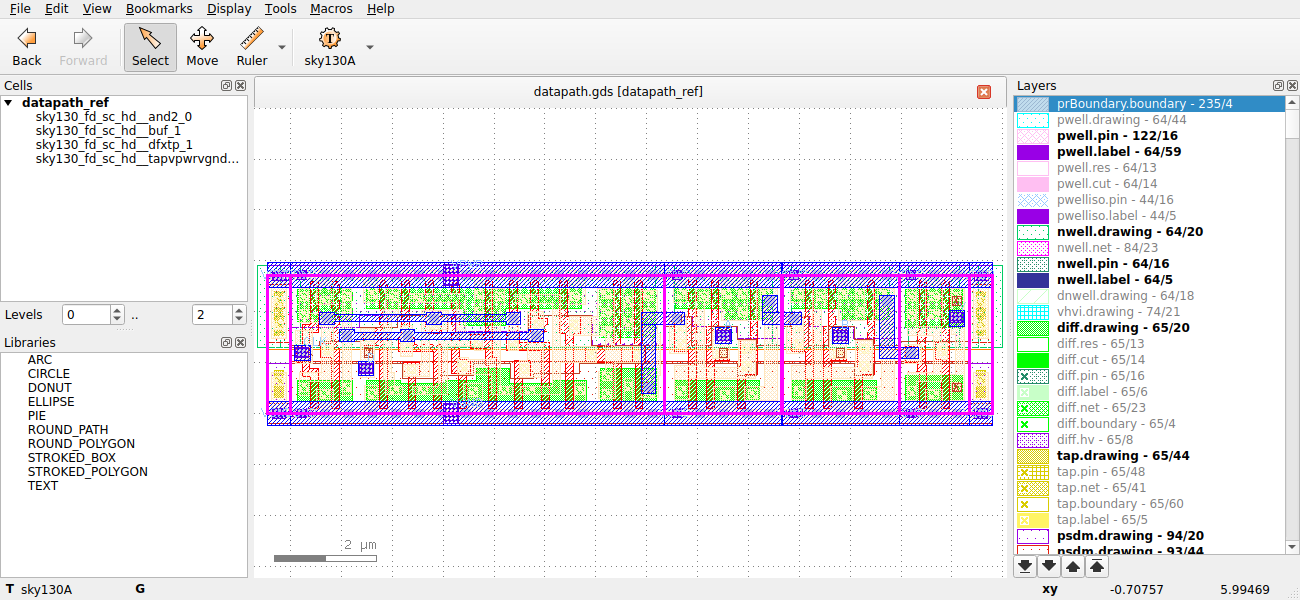 File Edit View Bookmarks Display Tools Macros Help
Back Forward Select Move Ruler sky130A
Cells
datapath_ref
sky130_fd_sc_hd__and2_0
sky130_fd_sc_hd__buf_1
sky130_fd_sc_hd__dfxtp_1
sky130_fd_sc_hd__tapvpwrvgnd...
Levels 0 .. 2
Libraries
ARC
CIRCLE
DONUT
ELLIPSE
PIE
ROUND_PATH
ROUND_POLYGON
STROKED_BOX
STROKED_POLYGON
TEXT
datapath.gds [datapath_ref]
2 µm
Layers
prBoundary.boundary - 235/4
pwell.drawing - 64/44
pwell.pin - 122/16
pwell.label - 64/59
pwell.res - 64/13
pwell.cut - 64/14
pwelliso.pin - 44/16
pwelliso.label - 44/5
nwell.drawing - 64/20
nwell.net - 84/23
nwell.pin - 64/16
nwell.label - 64/5
dnwell.drawing - 64/18
vhvi.drawing - 74/21
diff.drawing - 65/20
diff.res - 65/13
diff.cut - 65/14
diff.pin - 65/16
diff.label - 65/6
diff.net - 65/23
diff.boundary - 65/4
diff.hv - 65/8
tap.drawing - 65/44
tap.pin - 65/48
tap.net - 65/41
tap.boundary - 65/60
tap.label - 65/5
psdm.drawing - 94/20
nsdm.drawing - 93/44
T sky130A G xy -0.70757 5.99469